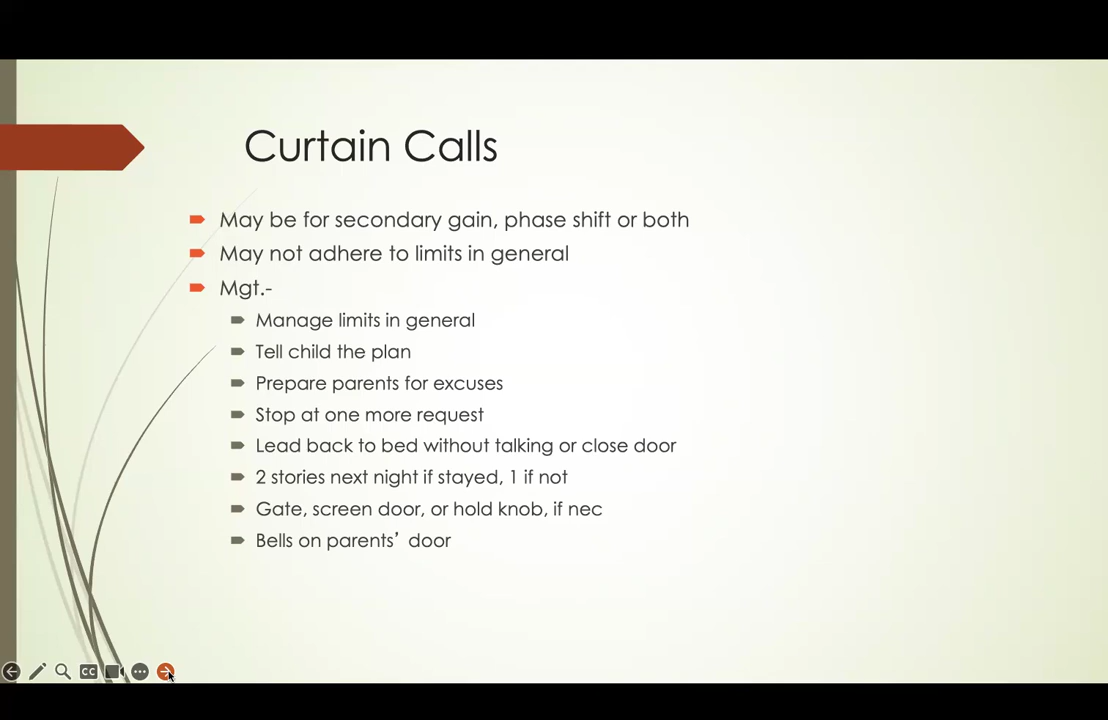 Curtain Calls
May be for secondary gain, phase shift or both
May not adhere to limits in general
Mgt.-
Manage limits in general
Tell child the plan
Prepare parents for excuses
Stop at one more request
Lead back to bed without talking or close door
2 stories next night if stayed, 1 if not
Gate, screen door, or hold knob, if nec
Bells on parents’ door
CC